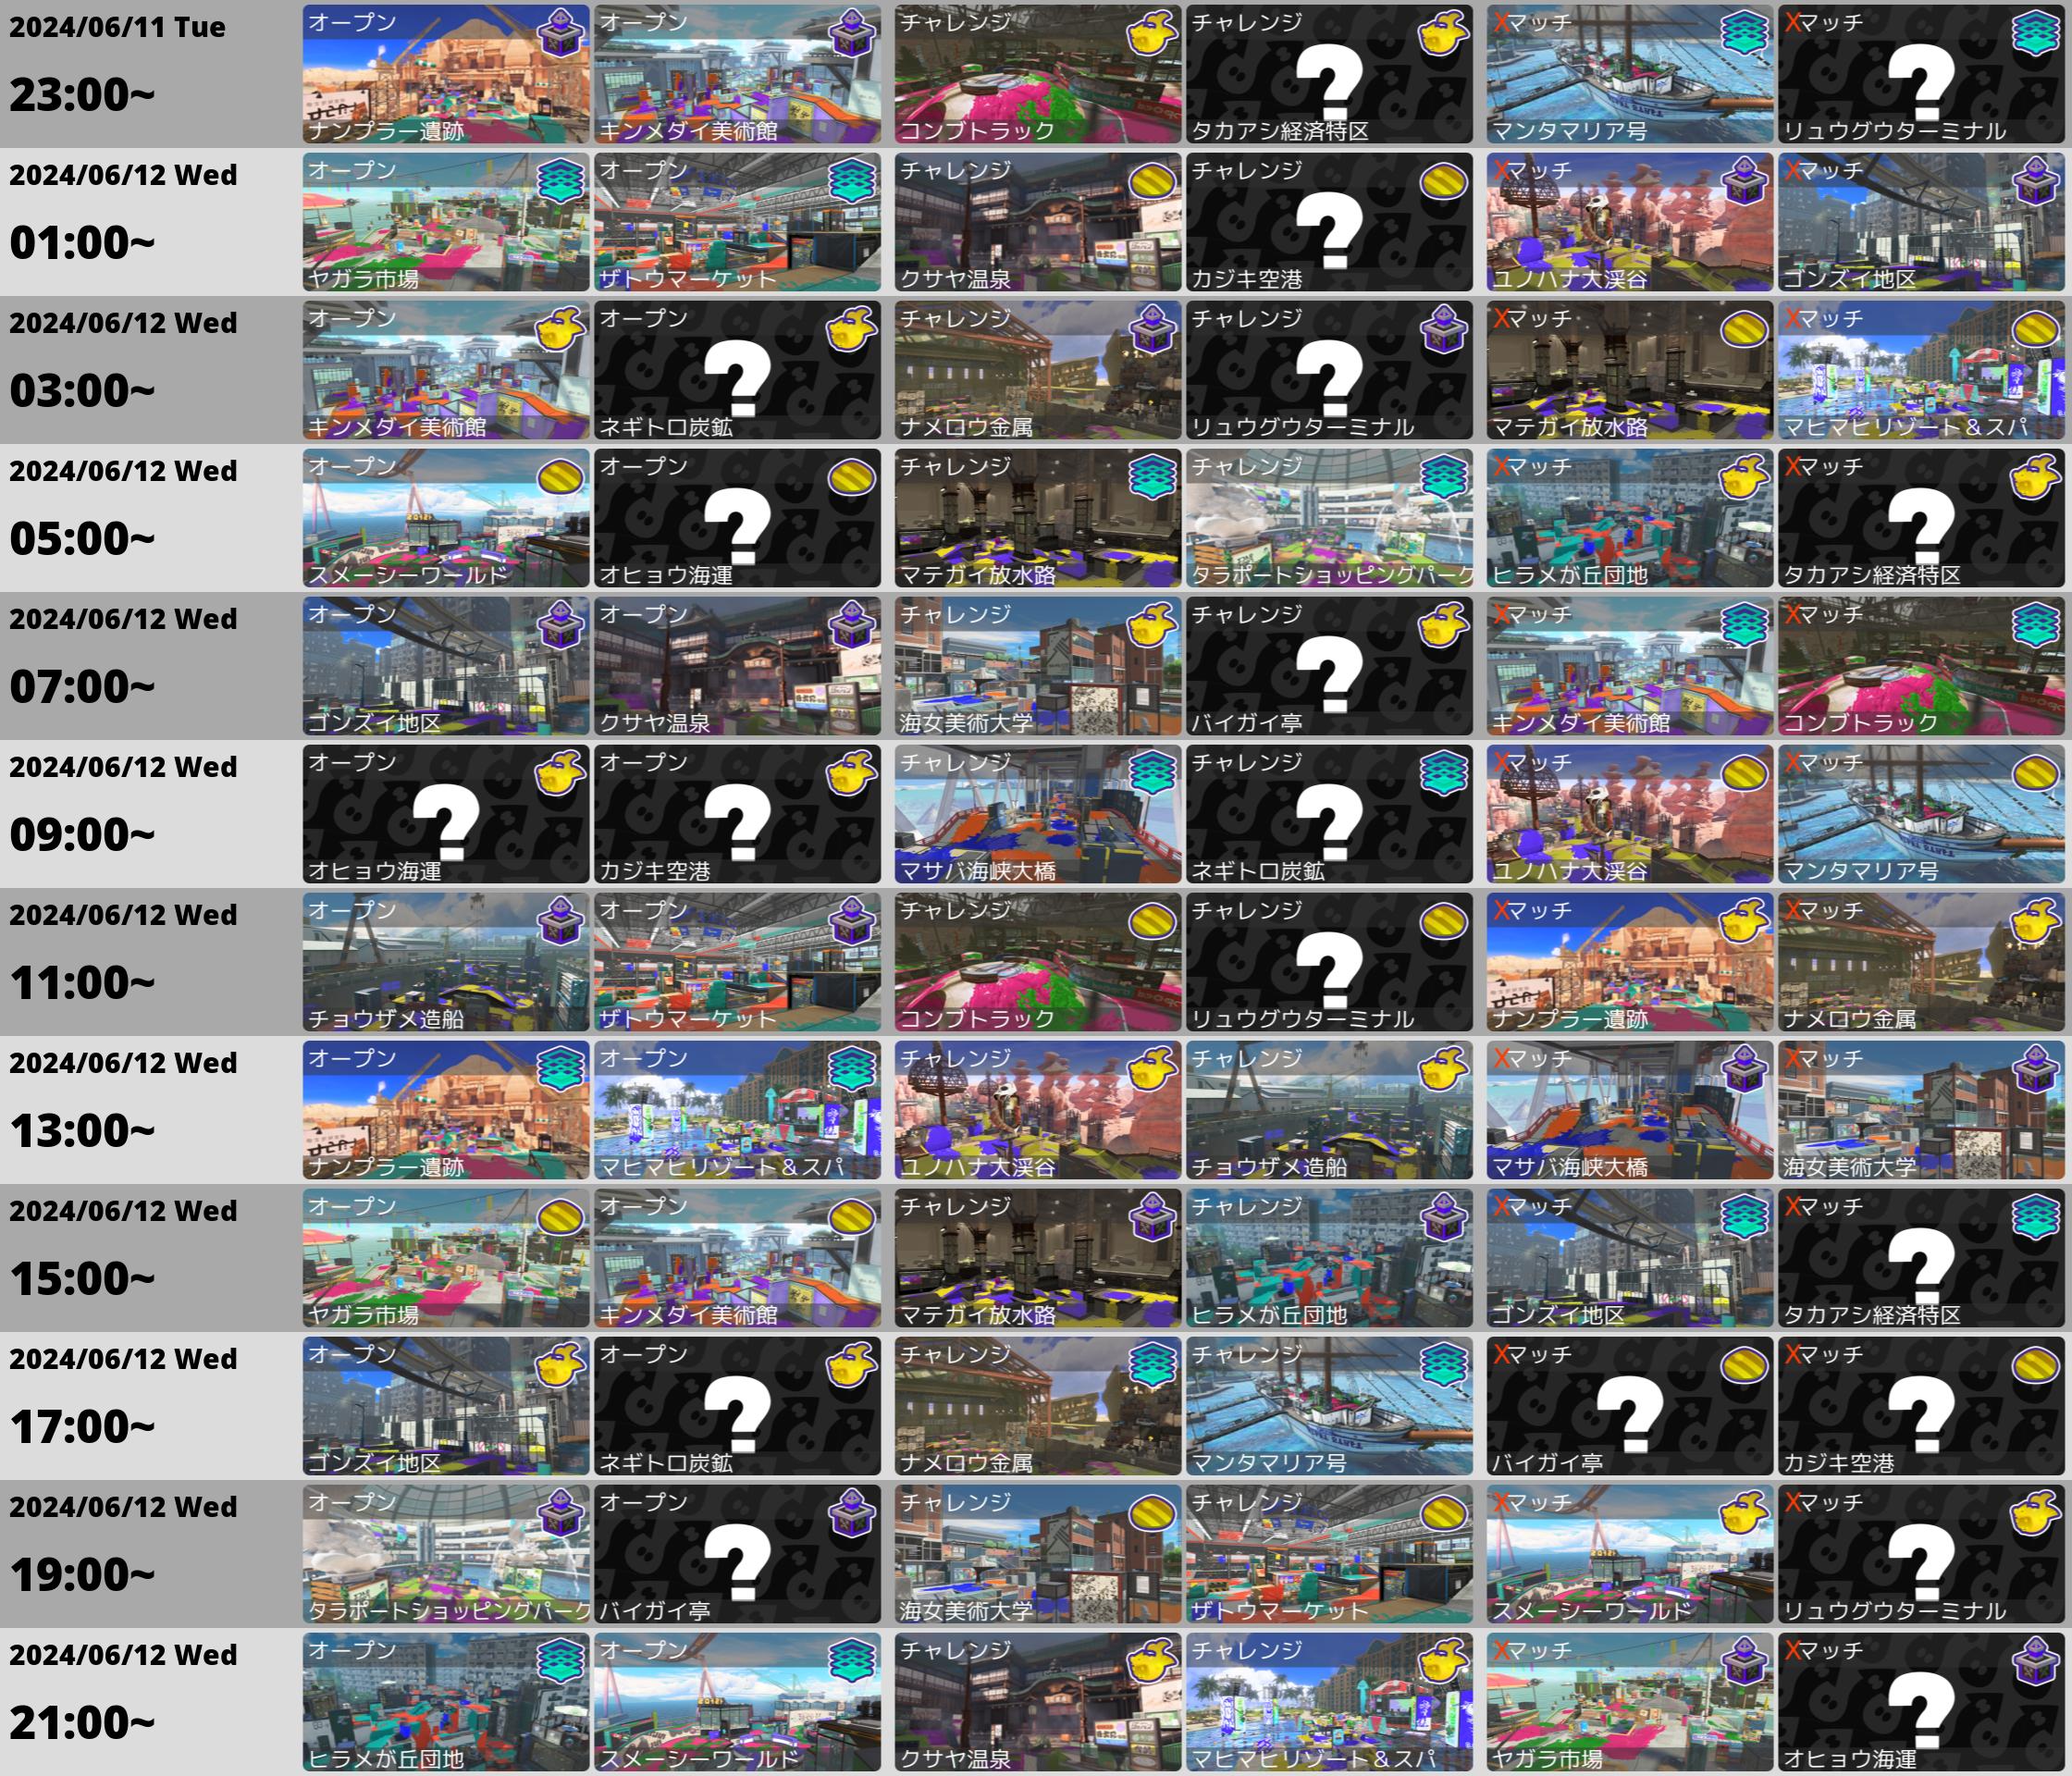 2024/06/11 Tue
23:00~
オープン オープン チャレンジ チャレンジ Xマッチ Xマッチ
ナンプラー遺跡 キンメダイ美術館 コンブトラック タカアシ経済特区 マンタマリア号 リュウグウターミナル
2024/06/12 Wed
01:00~
オープン オープン チャレンジ チャレンジ Xマッチ Xマッチ
ヤガラ市場 ザトウマーケット クサヤ温泉 カジキ空港 ユノハナ大渓谷 ゴンズイ地区
2024/06/12 Wed
03:00~
オープン オープン チャレンジ チャレンジ Xマッチ Xマッチ
キンメダイ美術館 ネギトロ炭鉱 ナメロウ金属 リュウグウターミナル マテガイ放水路 マヒマヒリゾート＆スパ
2024/06/12 Wed
05:00~
オープン オープン チャレンジ チャレンジ Xマッチ Xマッチ
スメーシーワールド オヒョウ海運 マテガイ放水路 タラポートショッピングパーク ヒラメが丘団地 タカアシ経済特区
2024/06/12 Wed
07:00~
オープン オープン チャレンジ チャレンジ Xマッチ Xマッチ
ゴンズイ地区 クサヤ温泉 海女美術大学 バイガイ亭 キンメダイ美術館 コンブトラック
2024/06/12 Wed
09:00~
オープン オープン チャレンジ チャレンジ Xマッチ Xマッチ
オヒョウ海運 カジキ空港 マサバ海峡大橋 ネギトロ炭鉱 ユノハナ大渓谷 マンタマリア号
2024/06/12 Wed
11:00~
オープン オープン チャレンジ チャレンジ Xマッチ Xマッチ
チョウザメ造船 ザトウマーケット コンブトラック リュウグウターミナル ナンプラー遺跡 ナメロウ金属
2024/06/12 Wed
13:00~
オープン オープン チャレンジ チャレンジ Xマッチ Xマッチ
ナンプラー遺跡 マヒマヒリゾート＆スパ ユノハナ大渓谷 チョウザメ造船 マサバ海峡大橋 海女美術大学
2024/06/12 Wed
15:00~
オープン オープン チャレンジ チャレンジ Xマッチ Xマッチ
ヤガラ市場 キンメダイ美術館 マテガイ放水路 ヒラメが丘団地 ゴンズイ地区 タカアシ経済特区
2024/06/12 Wed
17:00~
オープン オープン チャレンジ チャレンジ Xマッチ Xマッチ
ゴンズイ地区 ネギトロ炭鉱 ナメロウ金属 マンタマリア号 バイガイ亭 カジキ空港
2024/06/12 Wed
19:00~
オープン オープン チャレンジ チャレンジ Xマッチ Xマッチ
タラポートショッピングパーク バイガイ亭 海女美術大学 ザトウマーケット スメーシーワールド リュウグウターミナル
2024/06/12 Wed
21:00~
オープン オープン チャレンジ チャレンジ Xマッチ Xマッチ
ヒラメが丘団地 スメーシーワールド クサヤ温泉 マヒマヒリゾート＆スパ ヤガラ市場 オヒョウ海運